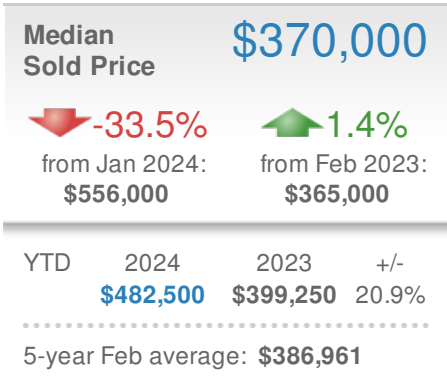 Median $370,000
Sold Price
-33.5% 1.4%
from Jan 2024: from Feb 2023:
$556,000 $365,000
YTD 2024 2023 +/-
$482,500 $399,250 20.9%
5-year Feb average: $386,961